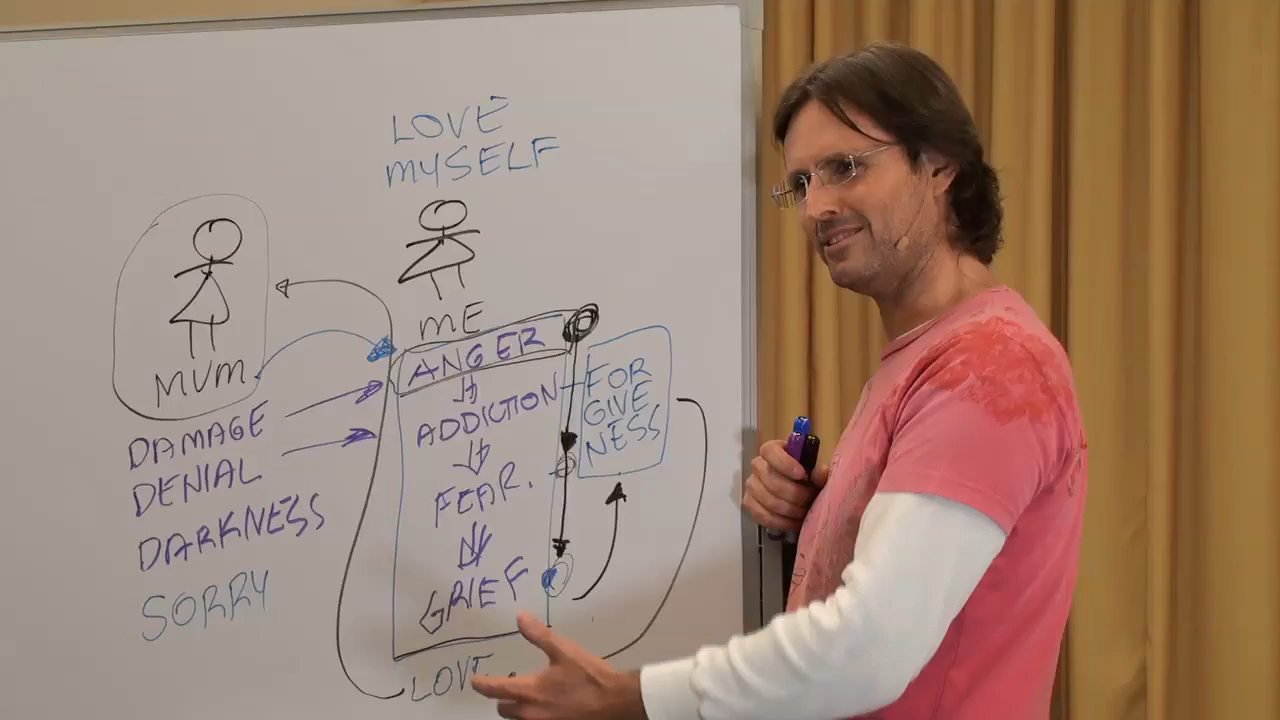 LOVE
MYSELF
ME
MUM
ANGER
ADDICTION
FEAR.
GRIEF
LOVE
FOR
GIVE
NESS
DAMAGE
DENIAL
DARKNESS
SORRY